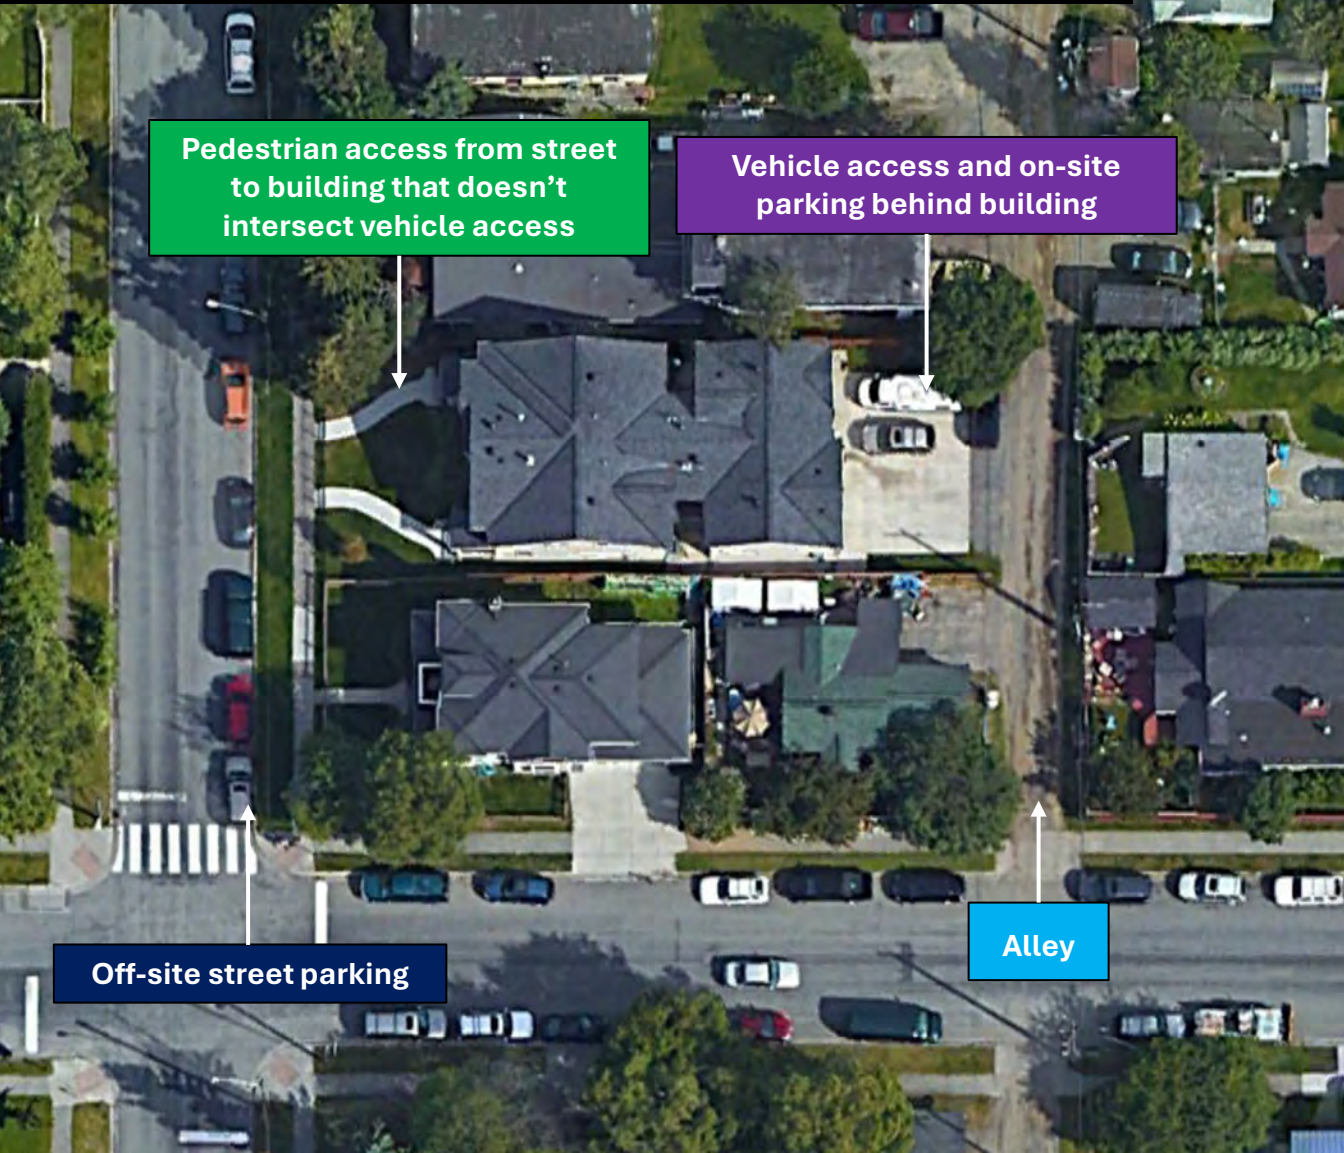 Pedestrian access from street
to building that doesn’t
intersect vehicle access
Vehicle access and on-site
parking behind building
Off-site street parking
Alley